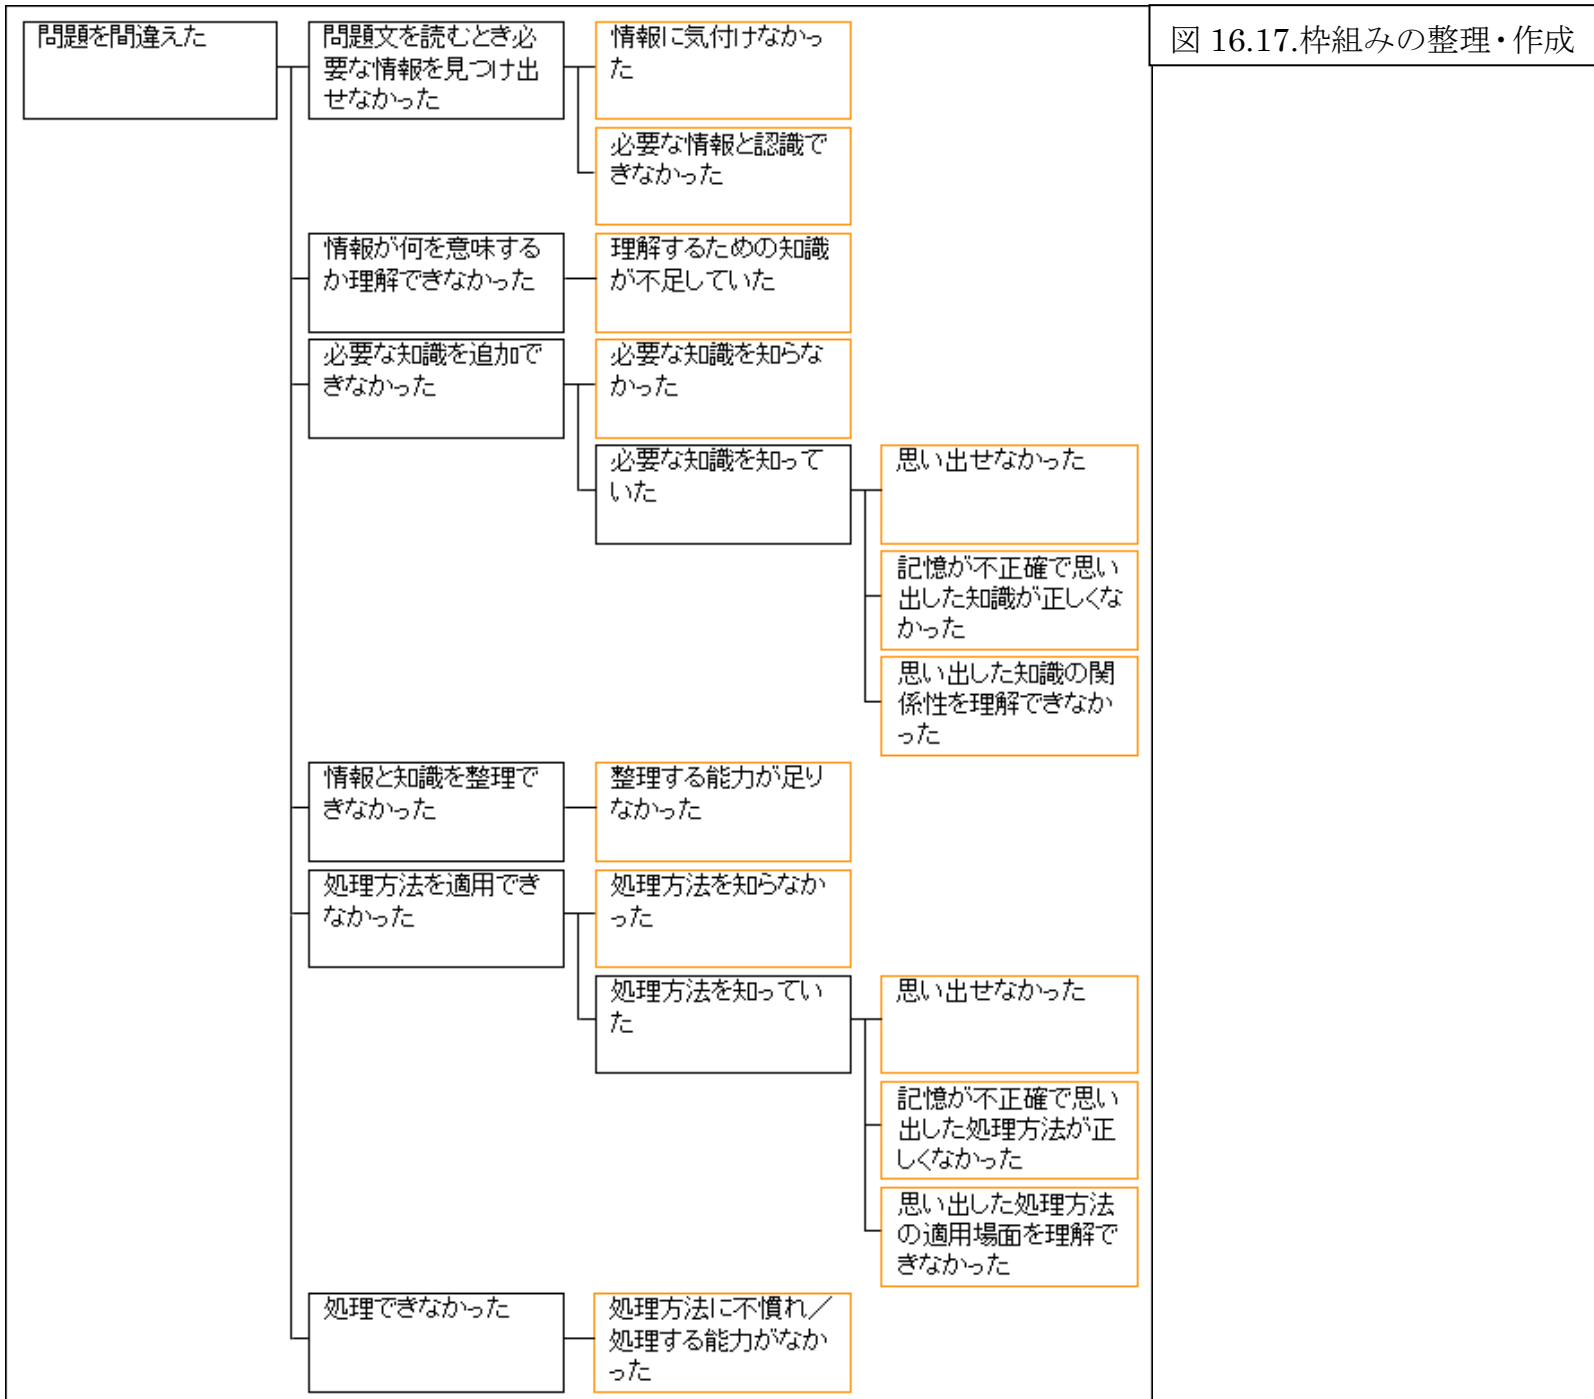 問題を間違えた
問題文を読むとき必
要な情報を見つけ出
せなかった
情報に気付けなかっ
た
図 16.17.枠組みの整理・作成
必要な情報と認識で
きなかった
情報が何を意味する
か理解できなかった
理解するための知識
が不足していた
必要な知識を追加で
きなかった
必要な知識を知らな
かった
必要な知識を知って
いた
思い出せなかった
記憶が不正確で思い
出した知識が正しくな
かった
思い出した知識の関
係性を理解できなか
った
情報と知識を整理で
きなかった
整理する能力が足り
なかった
処理方法を適用でき
なかった
処理方法を知らなか
った
処理方法を知ってい
た
思い出せなかった
記憶が不正確で思い
出した処理方法が正
しくなかった
思い出した処理方法
の適用場面を理解で
きなかった
処理できなかった
処理方法に不慣れ／
処理する能力がなか
った